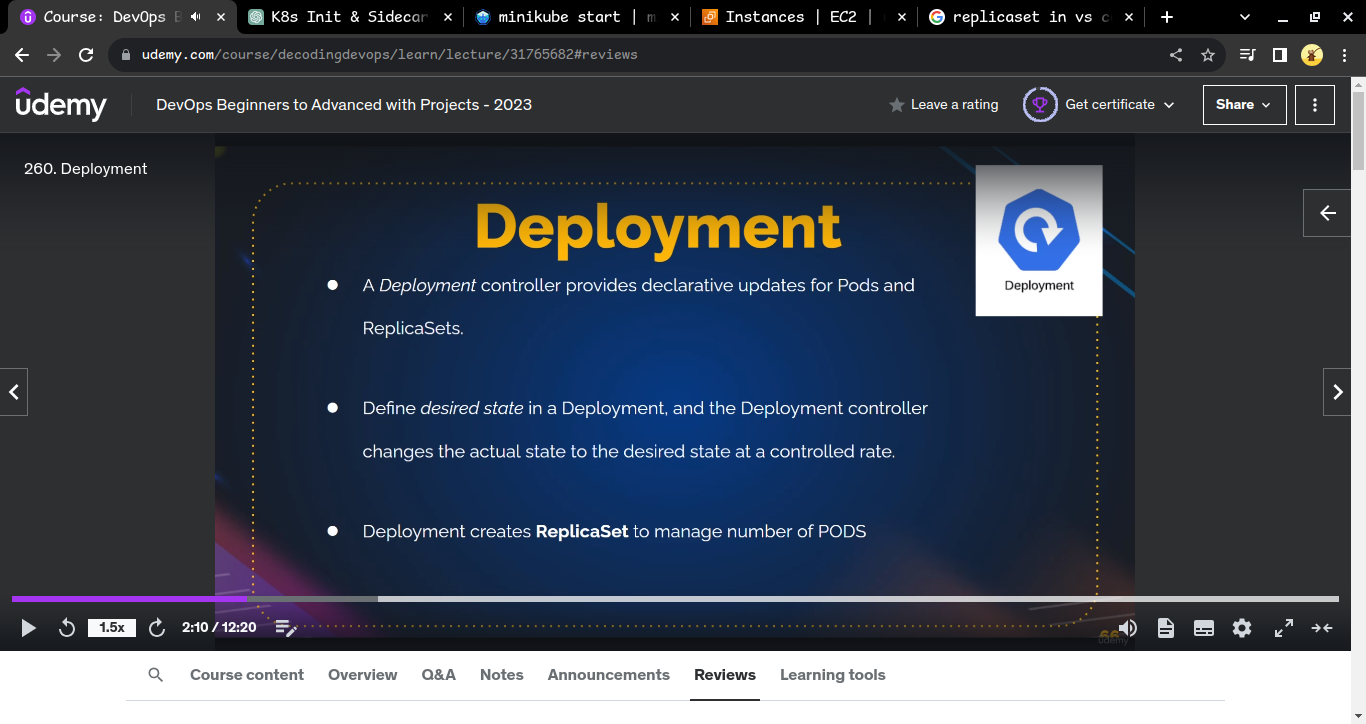 Course: DevOps B
K8s Init & Sidecar
minikube start | m
Instances | EC2 |
replicaset in vs c
udemy.com/course/decodingdevops/learn/lecture/31765682#reviews
udemy
DevOps Beginners to Advanced with Projects - 2023
Leave a rating
Get certificate
Share
260. Deployment
Deployment
Deployment
A Deployment controller provides declarative updates for Pods and
ReplicaSets.
Define desired state in a Deployment, and the Deployment controller
changes the actual state to the desired state at a controlled rate.
Deployment creates ReplicaSet to manage number of PODS
1.5x
2:10 / 12:20
66
udemy
Course content
Overview
Q&A
Notes
Announcements
Reviews
Learning tools